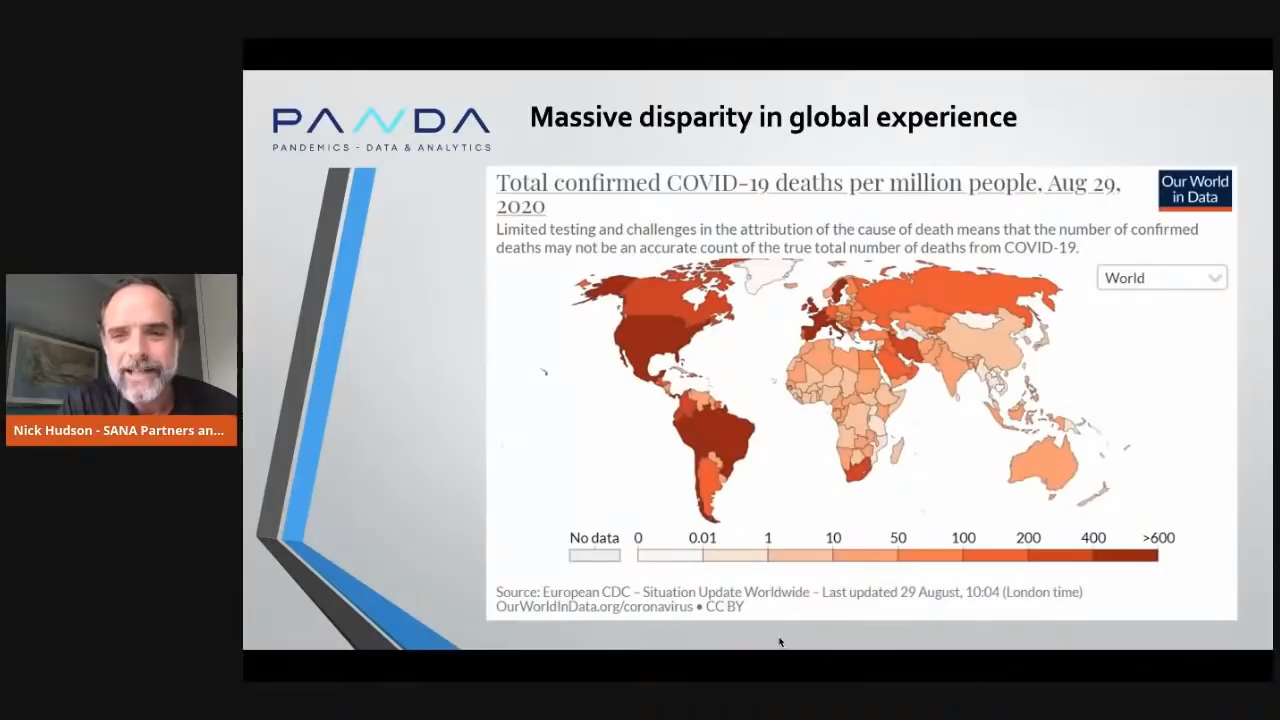 PANDA
PANDEMICS - DATA & ANALYTICS
Massive disparity in global experience
Total confirmed COVID-19 deaths per million people, Aug 29,
2020
Our World
in Data
Limited testing and challenges in the attribution of the cause of death means that the number of confirmed
deaths may not be an accurate count of the true total number of deaths from COVID-19.
World
Nick Hudson - SANA Partners an...
No data 0 0.01 1 10 50 100 200 400 >600
Source: European CDC – Situation Update Worldwide – Last updated 29 August, 10:04 (London time)
OurWorldInData.org/coronavirus • CC BY